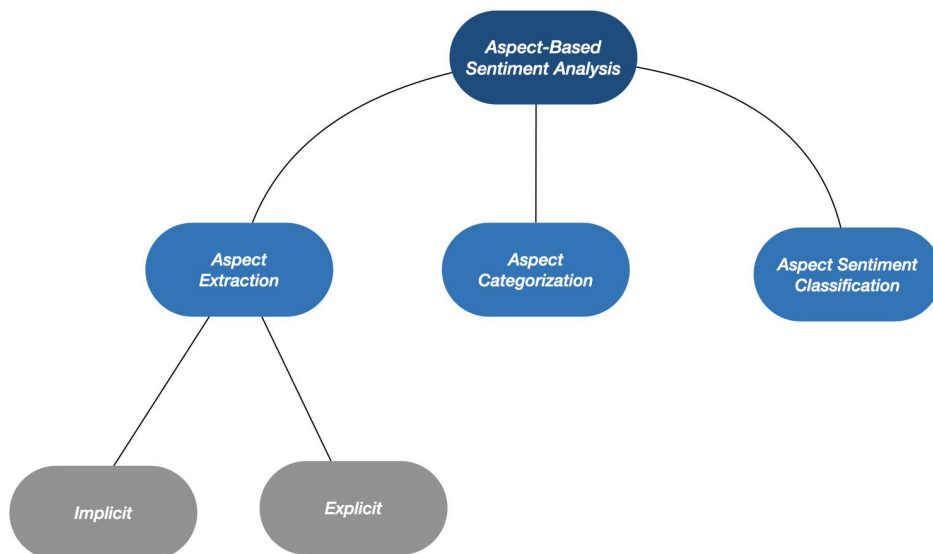 Aspect-Based
Sentiment Analysis
Aspect
Extraction
Aspect
Categorization
Aspect Sentiment
Classification
Implicit
Explicit